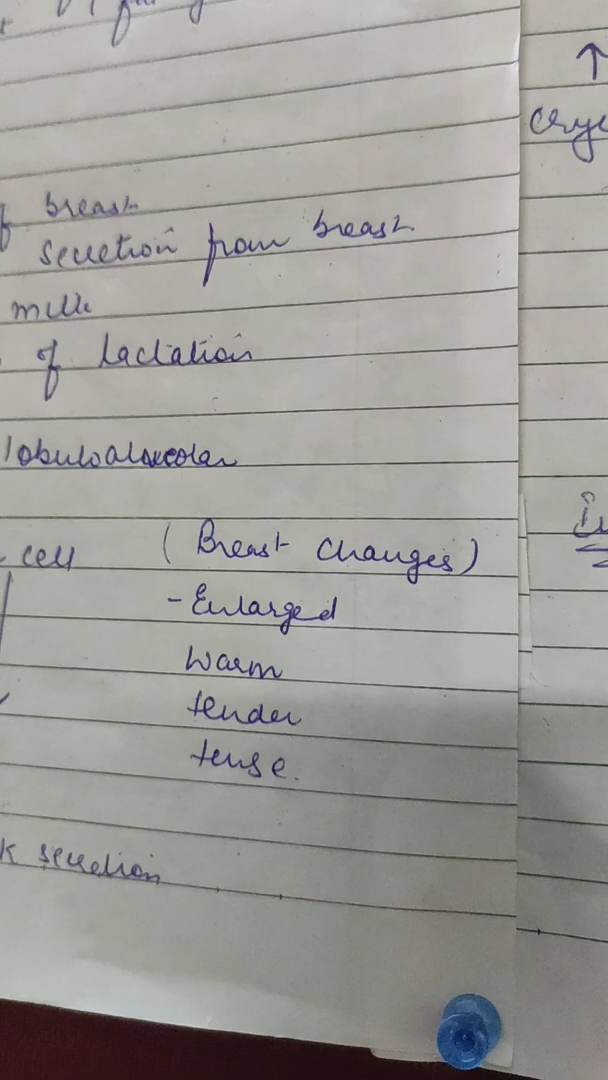 breast
secretion from breast
milk
of lactation
lobuloalveolar
cell (Breast changes)
- Enlarged
warm
tender
tense.
k secretion